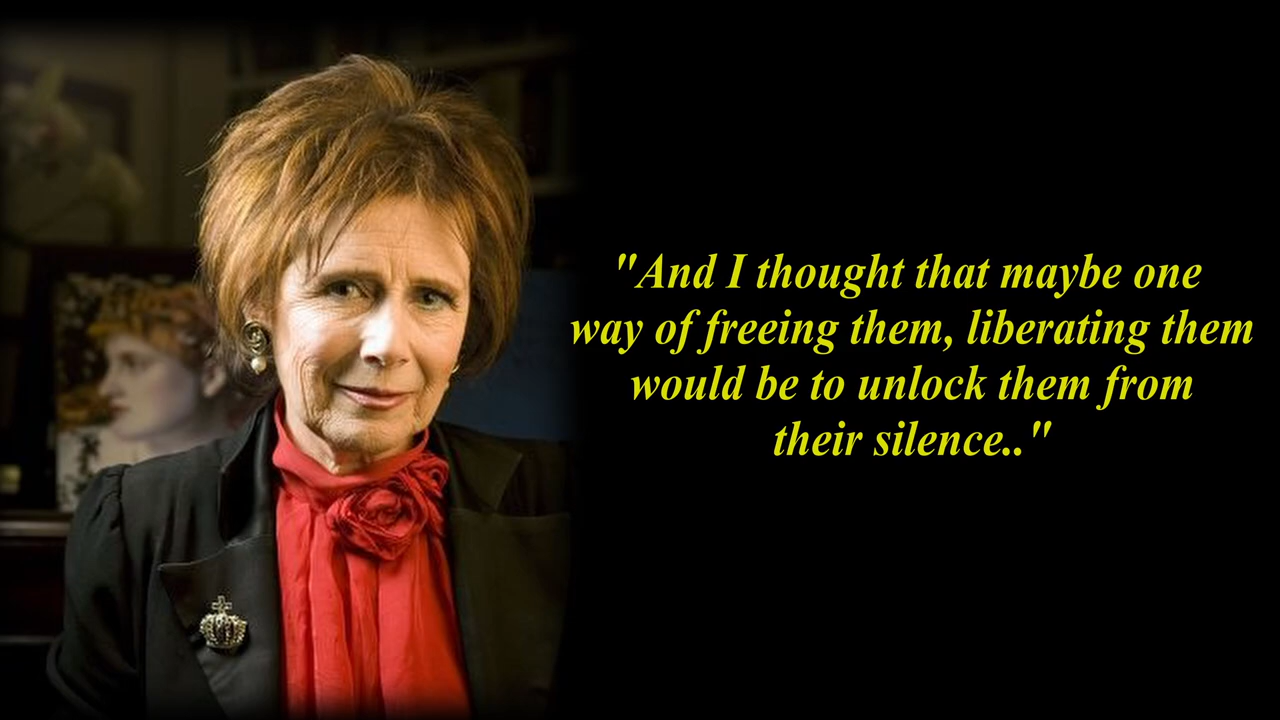 "And I thought that maybe one
way of freeing them, liberating them
would be to unlock them from
their silence.."